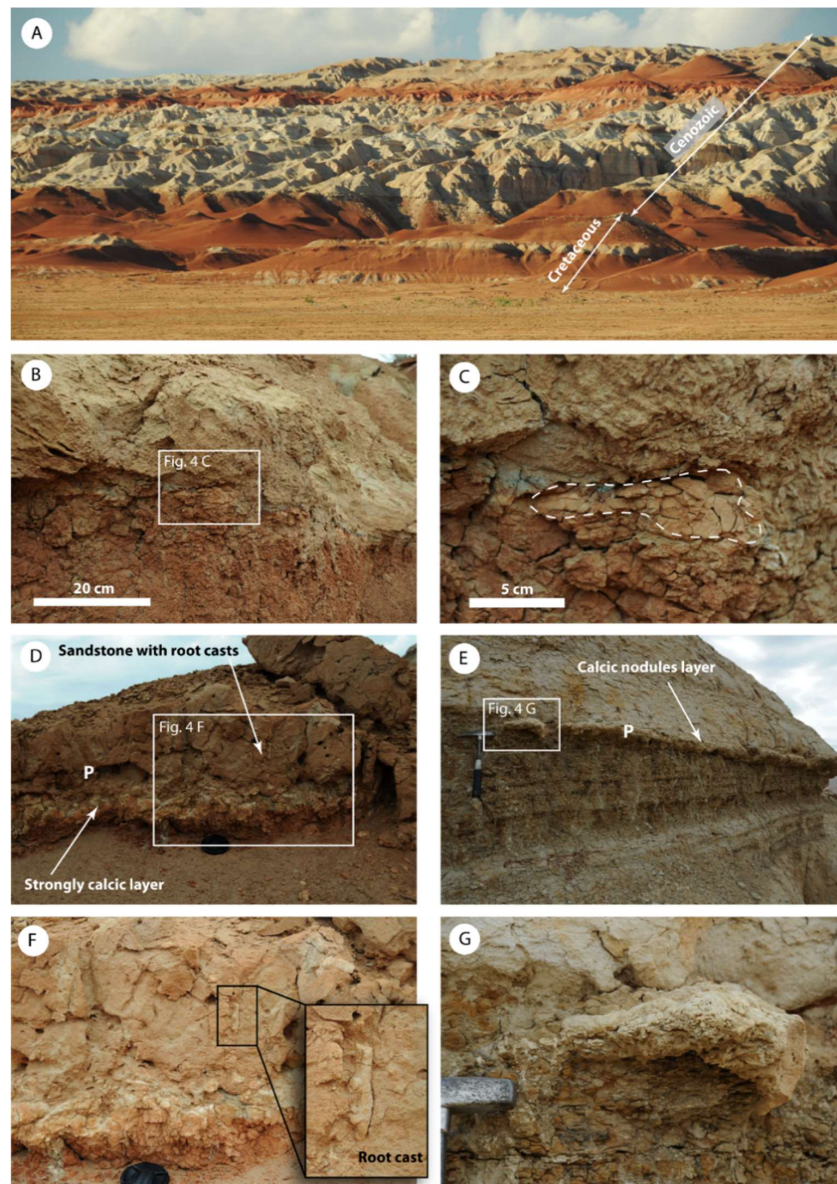 A
Cenozoic
Cretaceous
B
Fig. 4 C
20 cm
C
5 cm
D
Sandstone with root casts
Fig. 4 F
P
Strongly calcic layer
E
Calcic nodules layer
Fig. 4 G
P
F
Root cast
G